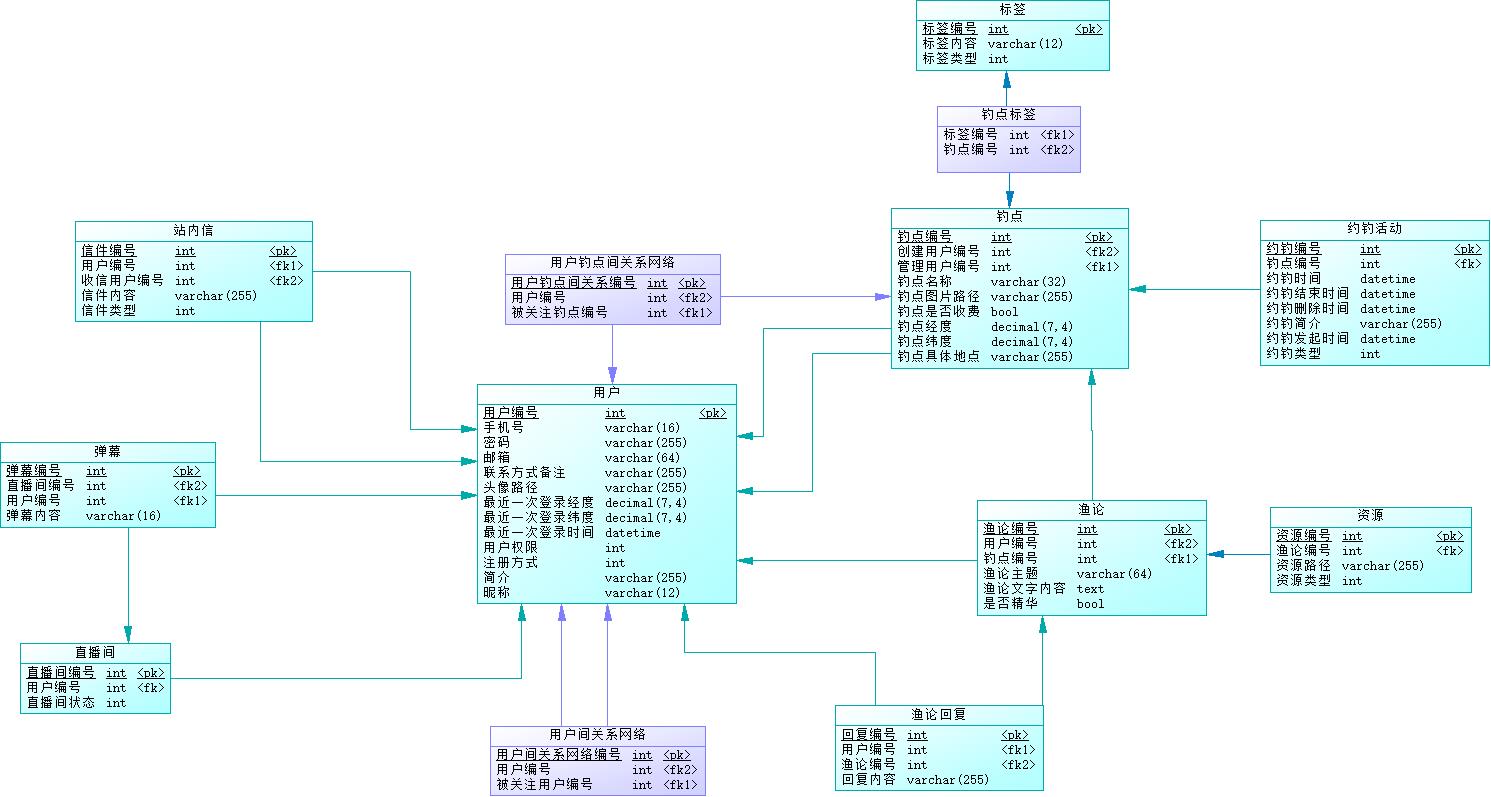 标签
标签编号 int <pk>
标签内容 varchar(12)
标签类型 int
钓点标签
标签编号 int <fk1>
钓点编号 int <fk2>
钓点
钓点编号 int <pk>
创建用户编号 int <fk2>
管理用户编号 int <fk1>
钓点名称 varchar(32)
钓点图片路径 varchar(255)
钓点是否收费 bool
钓点经度 decimal(7,4)
钓点纬度 decimal(7,4)
钓点具体地点 varchar(255)
约钓活动
约钓编号 int <pk>
钓点编号 int <fk>
约钓时间 datetime
约钓结束时间 datetime
约钓删除时间 datetime
约钓简介 varchar(255)
约钓发起时间 datetime
约钓类型 int
站内信
信件编号 int <pk>
用户编号 int <fk1>
收信用户编号 int <fk2>
信件内容 varchar(255)
信件类型 int
用户钓点间关系网络
用户钓点间关系编号 int <pk>
用户编号 int <fk2>
被关注钓点编号 int <fk1>
用户
用户编号 int <pk>
手机号 varchar(16)
密码 varchar(255)
邮箱 varchar(64)
联系方式备注 varchar(255)
头像路径 varchar(255)
最近一次登录经度 decimal(7,4)
最近一次登录纬度 decimal(7,4)
最近一次登录时间 datetime
用户权限 int
注册方式 int
简介 varchar(255)
昵称 varchar(12)
弹幕
弹幕编号 int <pk>
直播间编号 int <fk2>
用户编号 int <fk1>
弹幕内容 varchar(16)
渔论
渔论编号 int <pk>
用户编号 int <fk2>
钓点编号 int <fk1>
渔论主题 varchar(64)
渔论文字内容 text
是否精华 bool
资源
资源编号 int <pk>
渔论编号 int <fk>
资源路径 varchar(255)
资源类型 int
直播间
直播间编号 int <pk>
用户编号 int <fk>
直播间状态 int
用户间关系网络
用户间关系网络编号 int <pk>
用户编号 int <fk2>
被关注用户编号 int <fk1>
渔论回复
回复编号 int <pk>
用户编号 int <fk1>
渔论编号 int <fk2>
回复内容 varchar(255)